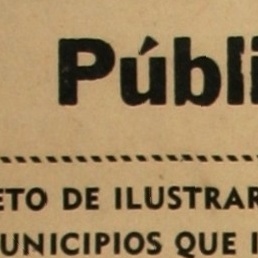 Públi
ETO DE ILUSTRAR
UNICIPIOS QUE I